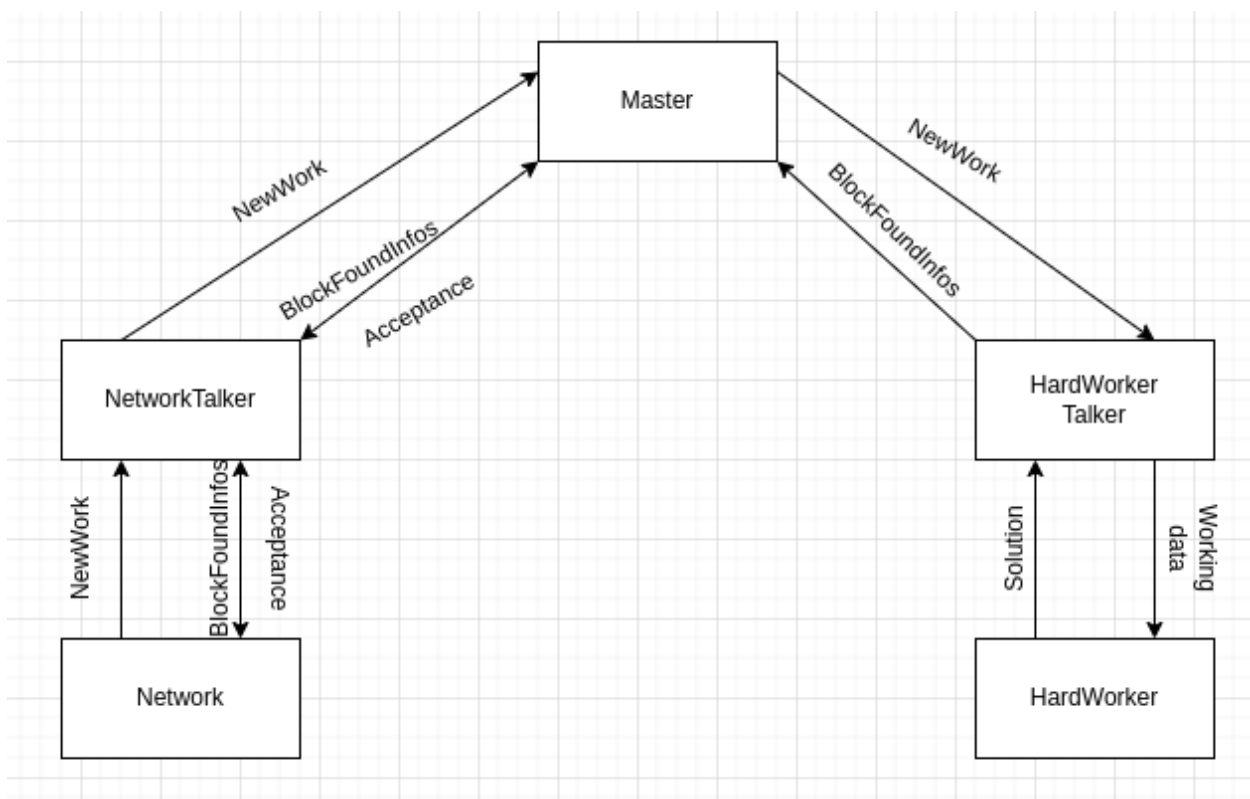 Master
NewWork
NewWork
BlockFoundInfos
BlockFoundInfos
Acceptance
NetworkTalker
HardWorker
Talker
NewWork
BlockFoundInfos
Acceptance
Solution
Working
data
Network
HardWorker